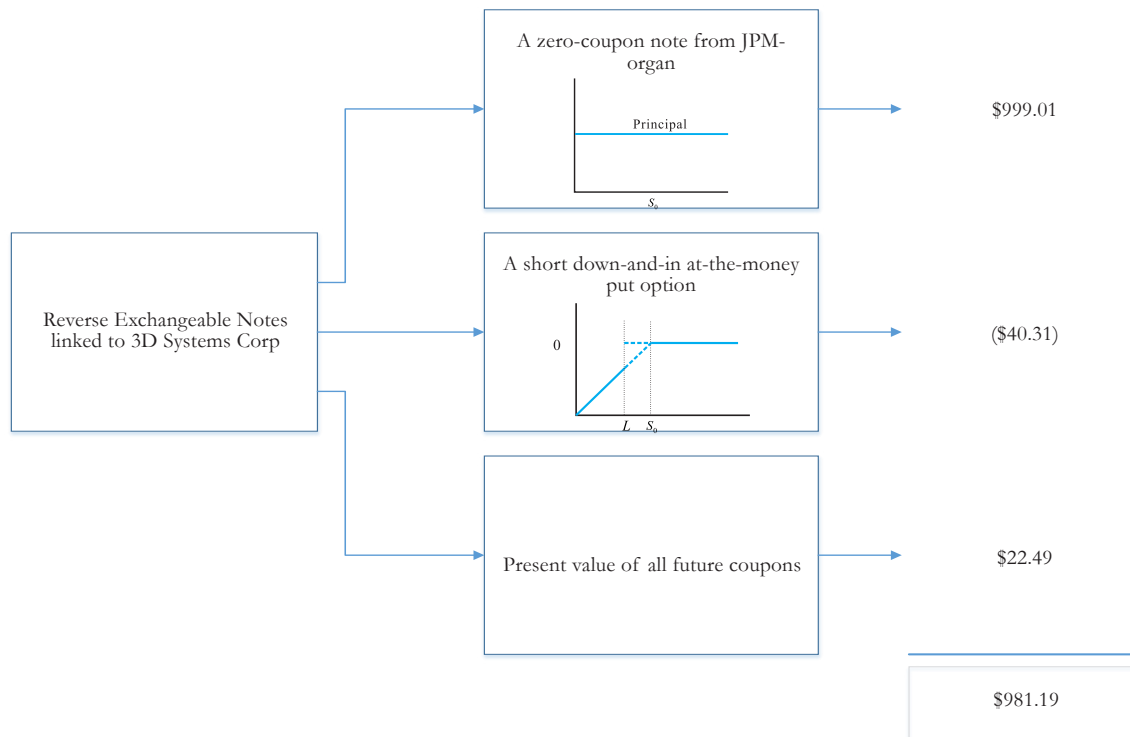 A zero-coupon note from JPM-
organ
Principal
S₀
$999.01
Reverse Exchangeable Notes
linked to 3D Systems Corp
A short down-and-in at-the-money
put option
0
L S₀
($40.31)
Present value of all future coupons
$22.49
$981.19